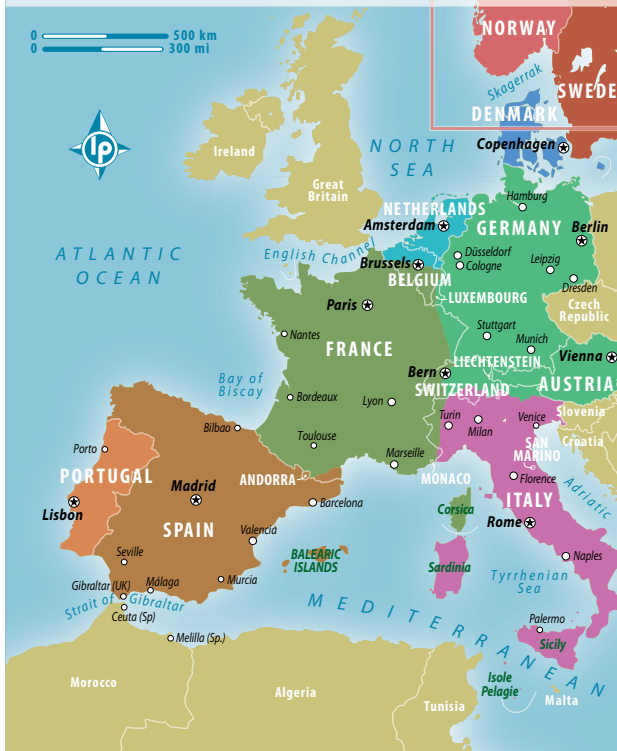 0 500 km
0 300 mi
NORWAY
SWEDE
Skagerrak
DENMARK
Copenhagen
lp
NORTH
SEA
Ireland
Great
Britain
NETHERLANDS
Amsterdam
Hamburg
GERMANY
Berlin
ATLANTIC
OCEAN
English Channel
Brussels
BELGIUM
Düsseldorf
Cologne
Leipzig
Dresden
LUXEMBOURG
Czech
Republic
Paris
Nantes
FRANCE
Stuttgart
Munich
Vienna
LIECHTENSTEIN
Bern
SWITZERLAND
AUSTRIA
Bay of
Biscay
Bordeaux
Lyon
Slovenia
Turin
Milan
Venice
Croatia
Bilbao
Toulouse
SAN
MARINO
Porto
PORTUGAL
Marseille
MONACO
ANDORRA
Florence
Adriatic
Madrid
Lisbon
SPAIN
Barcelona
Corsica
ITALY
Rome
Valencia
Seville
BALEARIC
ISLANDS
Sardinia
Naples
Gibraltar (UK)
Málaga
Murcia
Tyrrhenian
Sea
Strait of Gibraltar
Ceuta (Sp)
MEDITERRANEAN
Melilla (Sp.)
Palermo
Sicily
Isole
Pelagie
Malta
Morocco
Algeria
Tunisia